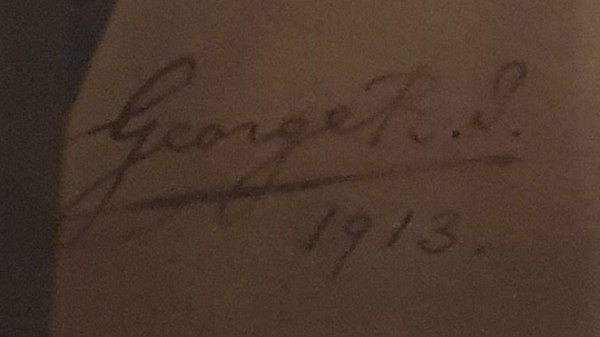 George R. I.
1913.